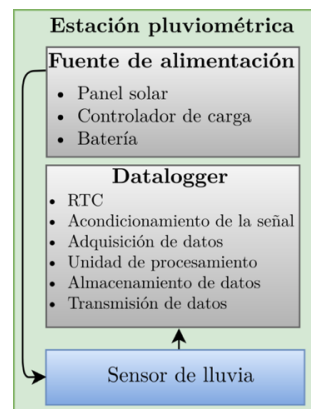 Estación pluviométrica
Fuente de alimentación
• Panel solar
• Controlador de carga
• Batería
Datalogger
• RTC
• Acondicionamiento de la señal
• Adquisición de datos
• Unidad de procesamiento
• Almacenamiento de datos
• Transmisión de datos
Sensor de lluvia